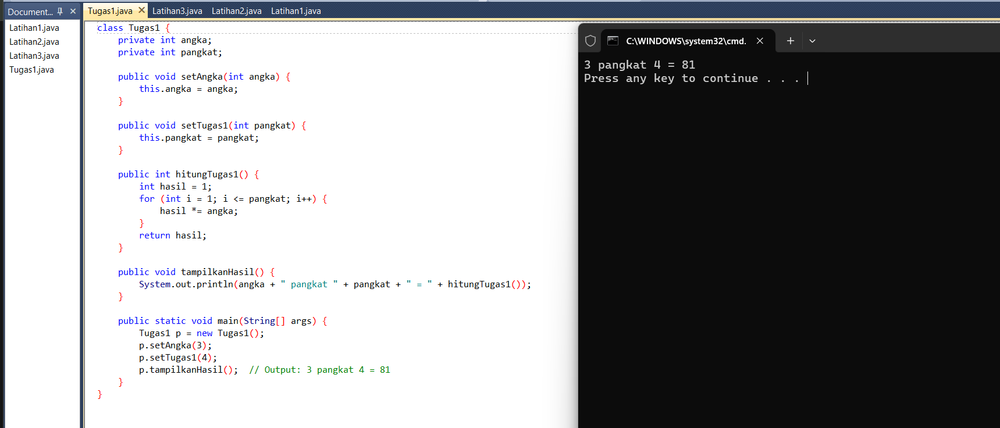 Document...
Latihan1.java
Latihan2.java
Latihan3.java
Tugas1.java
Tugas1.java Latihan3.java Latihan2.java Latihan1.java
class Tugas1 {
    private int angka;
    private int pangkat;

    public void setAngka(int angka) {
        this.angka = angka;
    }

    public void setTugas1(int pangkat) {
        this.pangkat = pangkat;
    }

    public int hitungTugas1() {
        int hasil = 1;
        for (int i = 1; i <= pangkat; i++) {
            hasil *= angka;
        }
        return hasil;
    }

    public void tampilkanHasil() {
        System.out.println(angka + " pangkat " + pangkat + " = " + hitungTugas1());
    }

    public static void main(String[] args) {
        Tugas1 p = new Tugas1();
        p.setAngka(3);
        p.setTugas1(4);
        p.tampilkanHasil();  // Output: 3 pangkat 4 = 81
    }
}
C:\WINDOWS\system32\cmd.
3 pangkat 4 = 81
Press any key to continue . . .